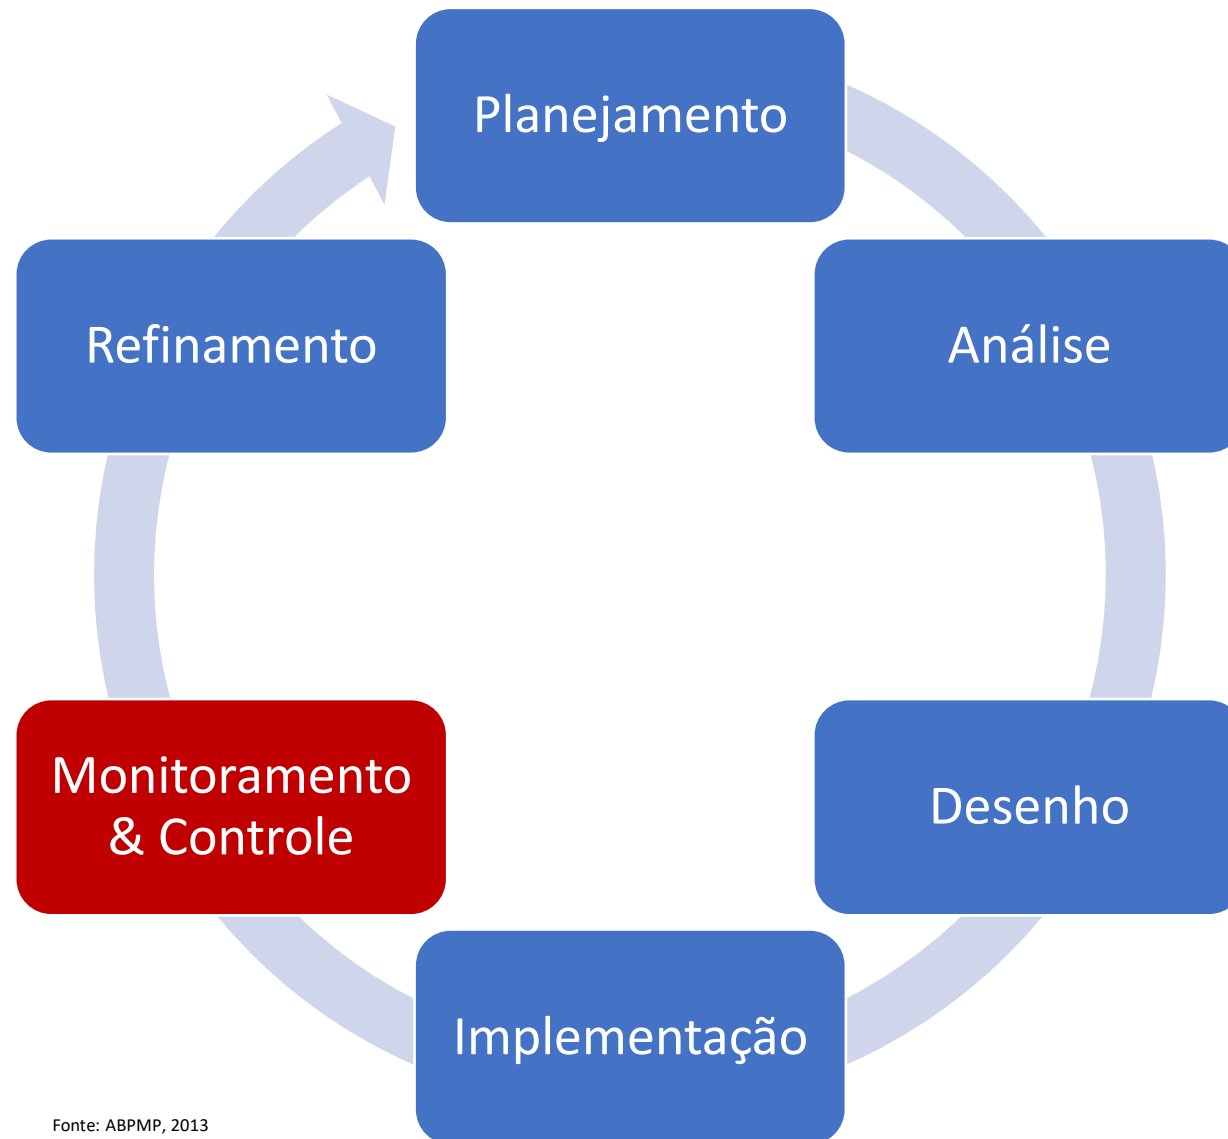 Planejamento
Análise
Desenho
Implementação
Monitoramento
& Controle
Refinamento
Fonte: ABPMP, 2013